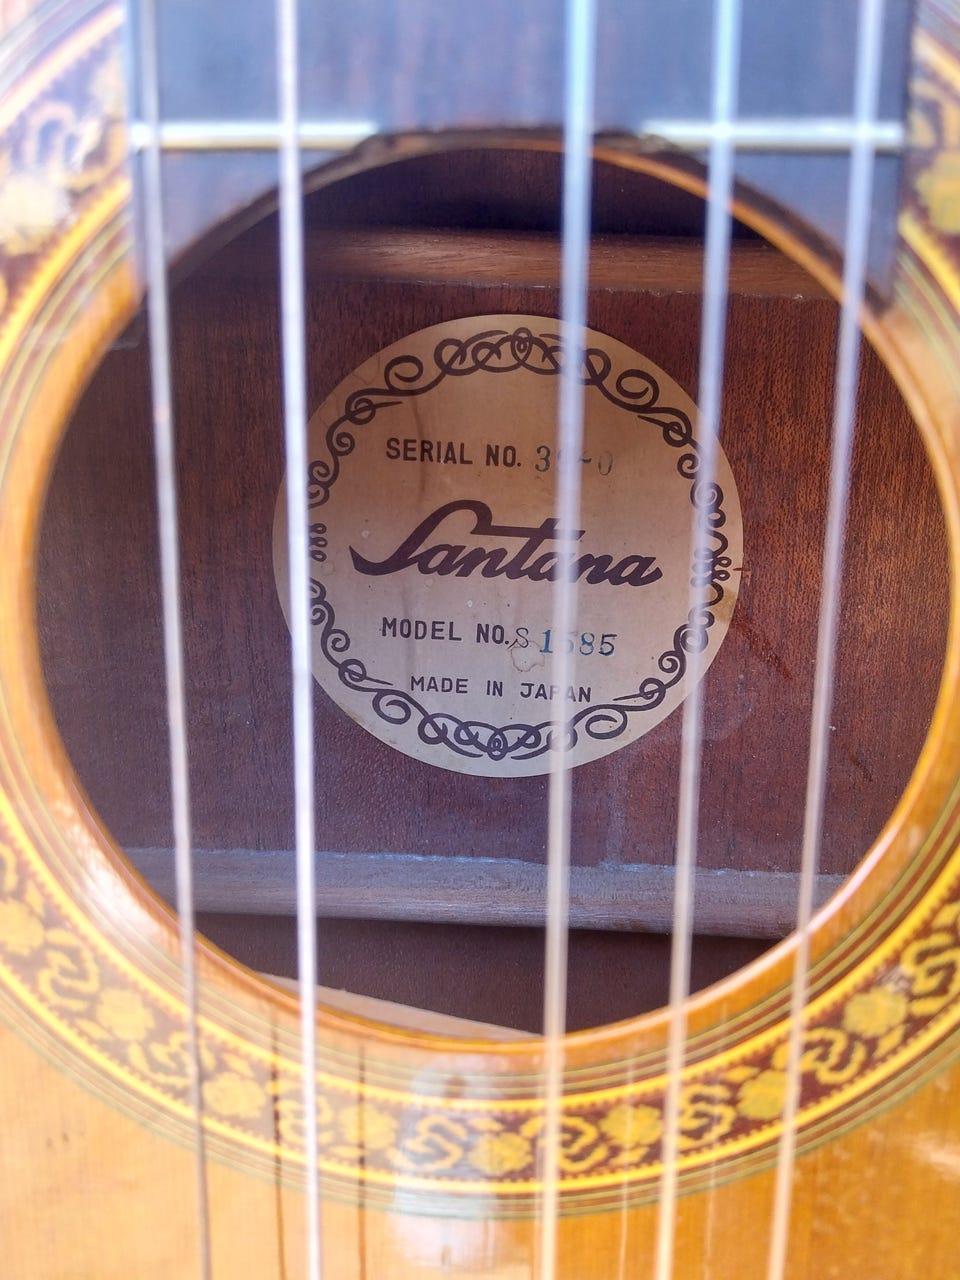 SERIAL NO.
Santana
MODEL NO. S 1585
MADE IN JAPAN